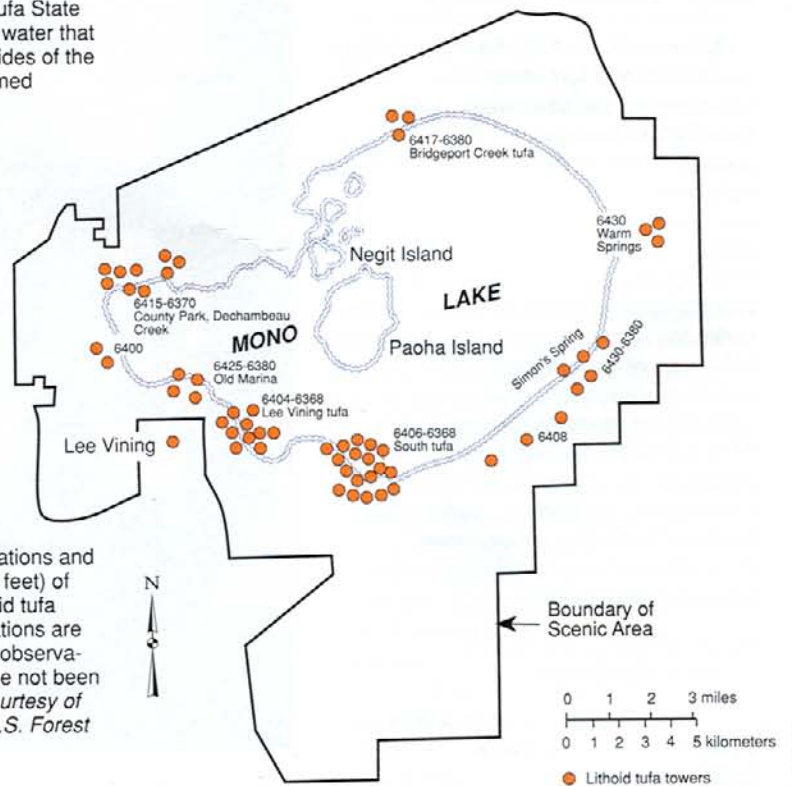 ufa State
water that
ides of the
med
6417-6380
Bridgeport Creek tufa
6430
Warm
Springs
Negit Island
LAKE
6415-6370
County Park, Dechambeau
Creek
MONO
Paoha Island
6400
6425-6380
Old Marina
Simon's Spring
6430-6380
6404-6368
Lee Vining tufa
6406-6368
South tufa
6408
Lee Vining
ations and
feet) of
id tufa
tions are
observa-
e not been
urtesy of
.S. Forest
N
Boundary of
Scenic Area
0 1 2 3 miles
0 1 2 3 4 5 kilometers
Lithoid tufa towers